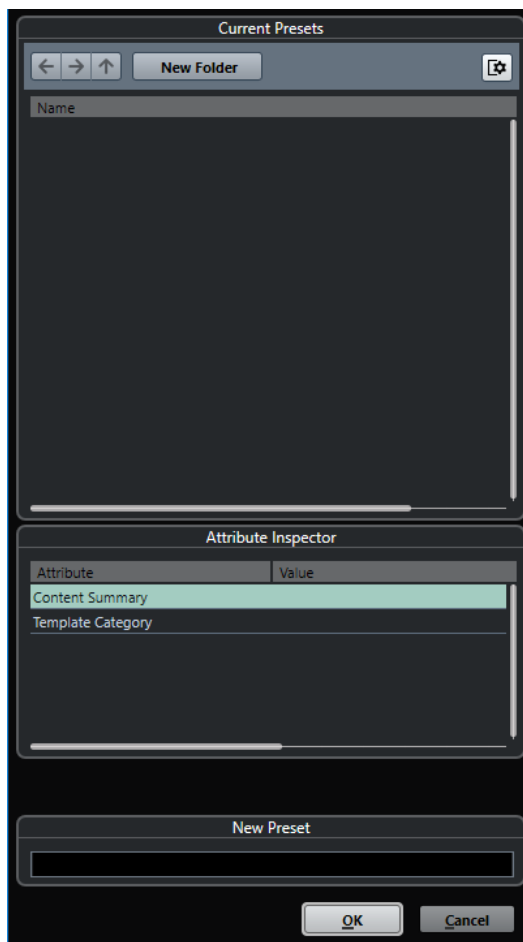 Current Presets
New Folder
Name
Attribute Inspector
Attribute Value
Content Summary
Template Category
New Preset
OK Cancel